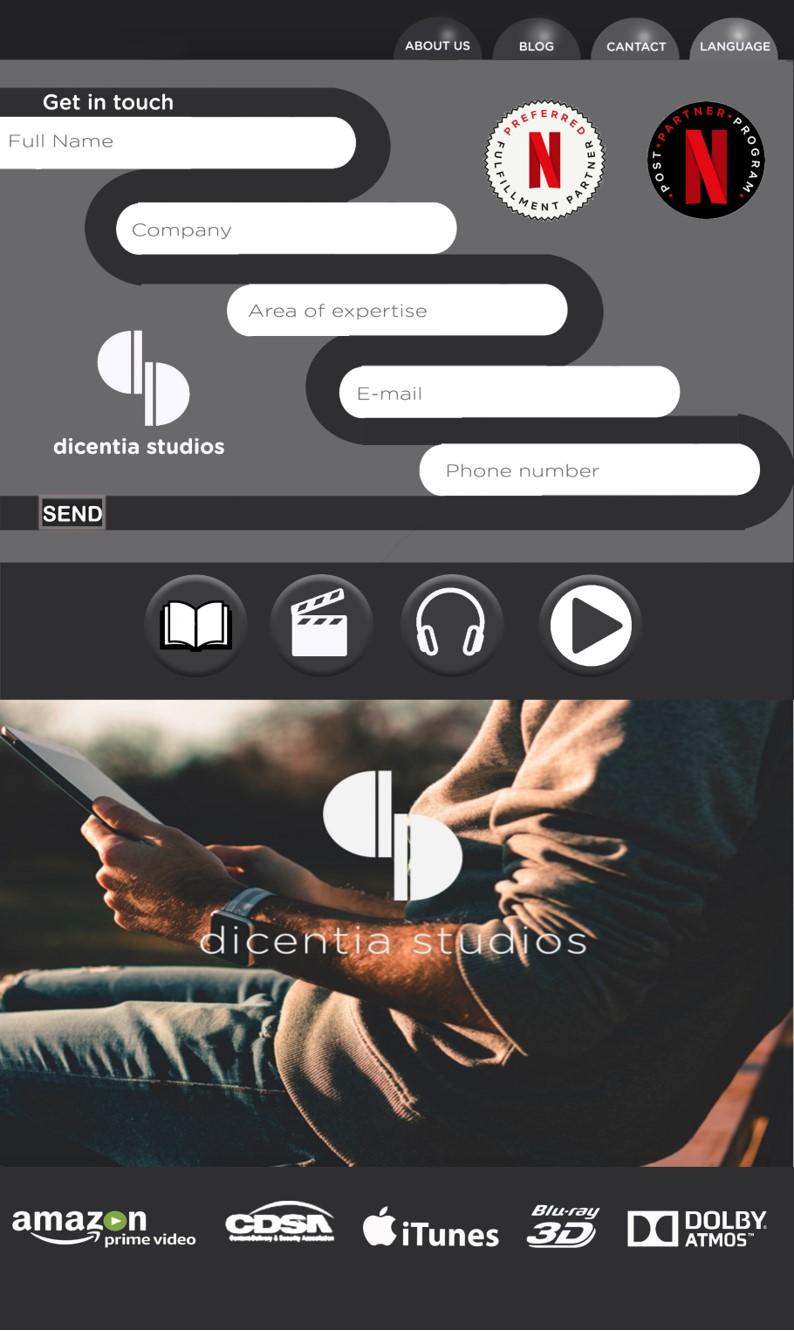 ABOUT US
BLOG
CANTACT
LANGUAGE
Get in touch
Full Name
PREFERRED
FULFILLMENT PARTNER
N
POST • PARTNER • PROGRAM •
N
Company
Area of expertise
E-mail
dicentia studios
Phone number
SEND
dicentia studios
amazon
prime video
CDSA
Content Delivery & Security Association
iTunes
Blu-ray
3D
DOLBY
ATMOS™